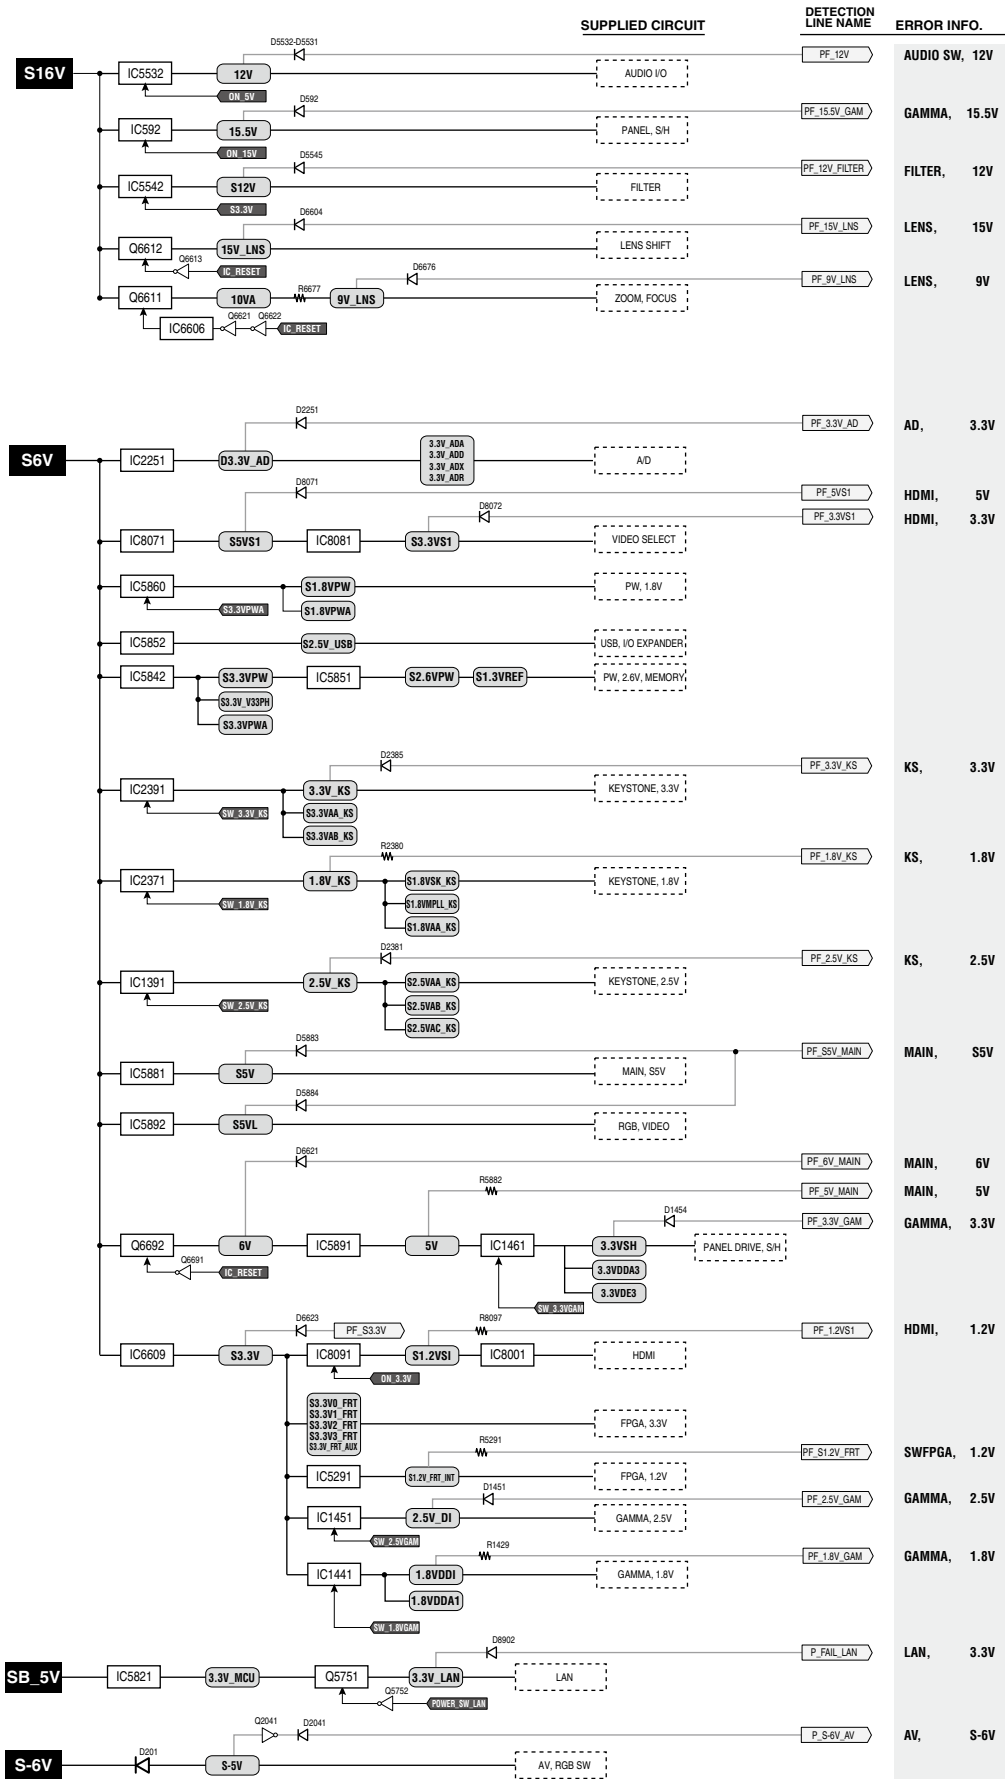 SUPPLIED CIRCUIT
DETECTION LINE NAME
ERROR INFO.
S16V
D5532-D5531
PF_12V
AUDIO SW, 12V
IC5532
12V
AUDIO I/O
ON_5V
D592
PF_15.5V_GAM
GAMMA, 15.5V
IC592
15.5V
PANEL, S/H
ON_15V
D5545
PF_12V_FILTER
FILTER, 12V
IC5542
S12V
FILTER
S3.3V
D6604
PF_15V_LNS
LENS, 15V
Q6612
15V_LNS
LENS SHIFT
Q6613
IC_RESET
D6676
PF_9V_LNS
LENS, 9V
Q6611
10VA
R6677
9V_LNS
ZOOM, FOCUS
IC6606
Q6621
Q6622
IC_RESET
S6V
D2251
PF_3.3V_AD
AD, 3.3V
IC2251
D3.3V_AD
3.3V_ADA
3.3V_ADD
3.3V_ADX
3.3V_ADR
A/D
D8071
PF_5VS1
HDMI, 5V
D8072
PF_3.3VS1
HDMI, 3.3V
IC8071
S5VS1
IC8081
S3.3VS1
VIDEO SELECT
IC5860
S1.8VPW
PW, 1.8V
S3.3VPWA
S1.8VPWA
IC5852
S2.5V_USB
USB, I/O EXPANDER
IC5842
S3.3VPW
IC5851
S2.6VPW
S1.3VREF
PW, 2.6V, MEMORY
S3.3V_V33PH
S3.3VPWA
D2385
PF_3.3V_KS
KS, 3.3V
IC2391
3.3V_KS
KEYSTONE, 3.3V
SW_3.3V_KS
S3.3VAA_KS
S3.3VAB_KS
R2380
PF_1.8V_KS
KS, 1.8V
IC2371
1.8V_KS
S1.8VSK_KS
KEYSTONE, 1.8V
SW_1.8V_KS
S1.8VMPLL_KS
S1.8VAA_KS
D2381
PF_2.5V_KS
KS, 2.5V
IC1391
2.5V_KS
S2.5VAA_KS
KEYSTONE, 2.5V
SW_2.5V_KS
S2.5VAB_KS
S2.5VAC_KS
D5883
PF_S5V_MAIN
MAIN, S5V
IC5881
S5V
MAIN, S5V
D5884
IC5892
S5VL
RGB, VIDEO
D6621
PF_6V_MAIN
MAIN, 6V
R5882
PF_5V_MAIN
MAIN, 5V
D1454
PF_3.3V_GAM
GAMMA, 3.3V
Q6692
6V
IC5891
5V
IC1461
3.3VSH
PANEL DRIVE, S/H
Q6691
IC_RESET
3.3VDDA3
3.3VDE3
SW_3.3VGAM
D6623
PF_S3.3V
R8097
PF_1.2VS1
HDMI, 1.2V
IC6609
S3.3V
IC8091
S1.2VSI
IC8001
HDMI
ON_3.3V
S3.3V0_FRT
S3.3V1_FRT
S3.3V2_FRT
S3.3V3_FRT
S3.3V_FRT_AUX
FPGA, 3.3V
R5291
PF_S1.2V_FRT
SWFPGA, 1.2V
IC5291
S1.2V_FRT_INT
FPGA, 1.2V
D1451
PF_2.5V_GAM
GAMMA, 2.5V
IC1451
2.5V_DI
GAMMA, 2.5V
SW_2.5VGAM
R1429
PF_1.8V_GAM
GAMMA, 1.8V
IC1441
1.8VDDI
GAMMA, 1.8V
1.8VDDA1
SW_1.8VGAM
SB_5V
D8902
P_FAIL_LAN
LAN, 3.3V
IC5821
3.3V_MCU
Q5751
3.3V_LAN
LAN
Q5752
POWER_SW_LAN
Q2041
D2041
P_S-6V_AV
AV, S-6V
S-6V
D201
S-5V
AV, RGB SW